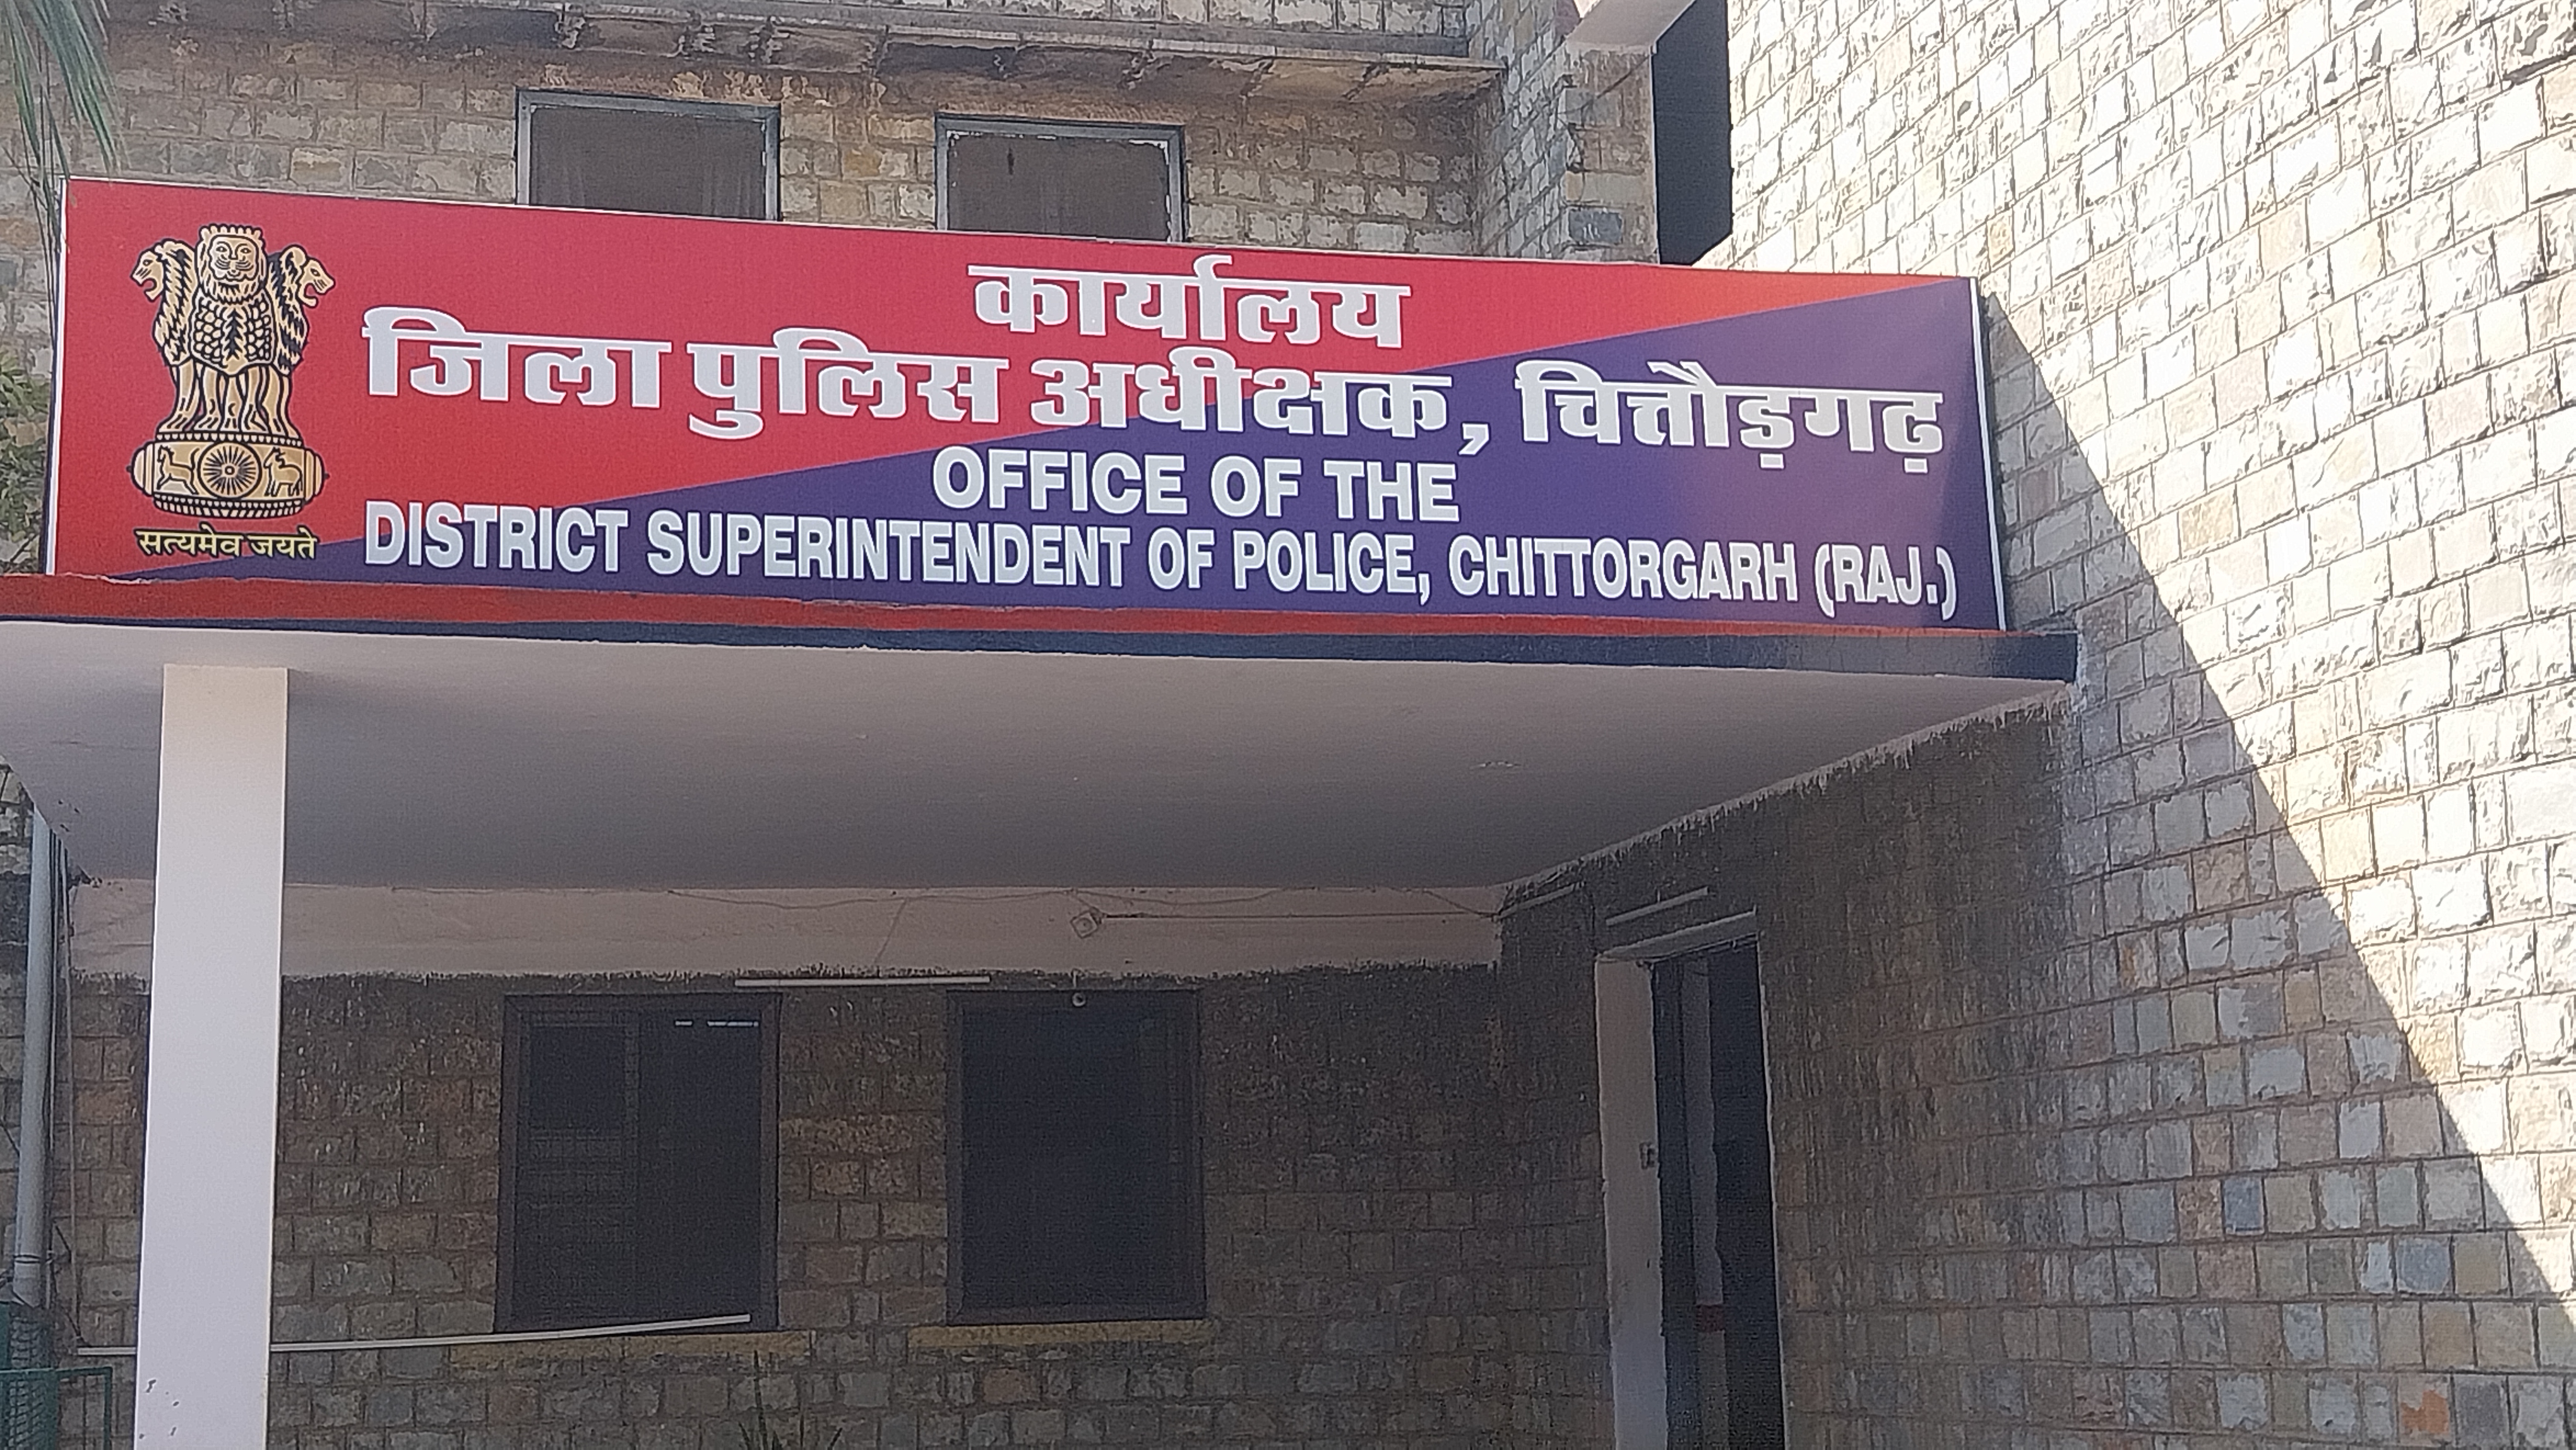 कार्यालय
जिला पुलिस अधीक्षक, चित्तौड़गढ़
OFFICE OF THE
DISTRICT SUPERINTENDENT OF POLICE, CHITTORGARH (RAJ.)
सत्यमेव जयते